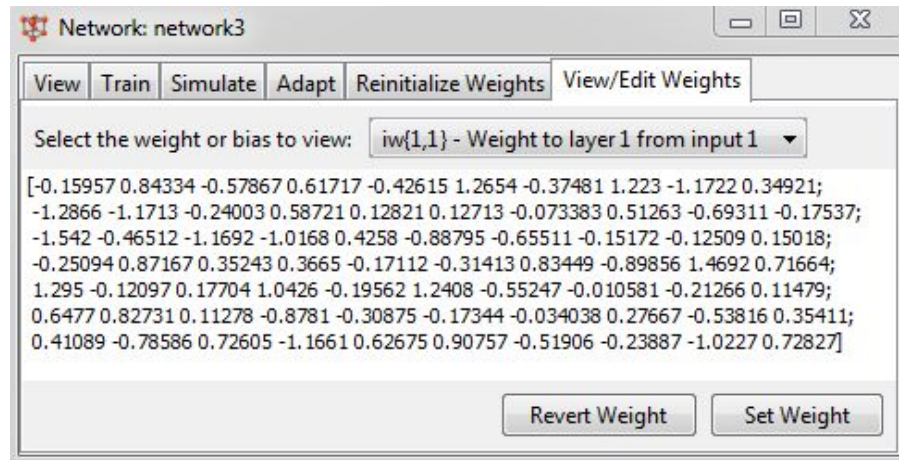 Network: network3
View Train Simulate Adapt Reinitialize Weights View/Edit Weights
Select the weight or bias to view: iw{1,1} - Weight to layer 1 from input 1
[-0.15957 0.84334 -0.57867 0.61717 -0.42615 1.2654 -0.37481 1.223 -1.1722 0.34921;
-1.2866 -1.1713 -0.24003 0.58721 0.12821 0.12713 -0.073383 0.51263 -0.69311 -0.17537;
-1.542 -0.46512 -1.1692 -1.0168 0.4258 -0.88795 -0.65511 -0.15172 -0.12509 0.15018;
-0.25094 0.87167 0.35243 0.3665 -0.17112 -0.31413 0.83449 -0.89856 1.4692 0.71664;
1.295 -0.12097 0.17704 1.0426 -0.19562 1.2408 -0.55247 -0.010581 -0.21266 0.11479;
0.6477 0.82731 0.11278 -0.8781 -0.30875 -0.17344 -0.034038 0.27667 -0.53816 0.35411;
0.41089 -0.78586 0.72605 -1.1661 0.62675 0.90757 -0.51906 -0.23887 -1.0227 0.72827]
Revert Weight Set Weight